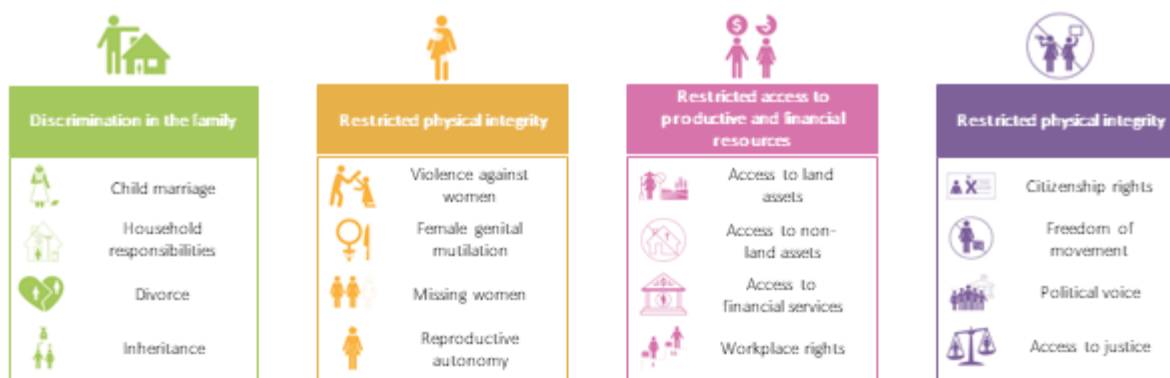 Discrimination in the family
Child marriage
Household
responsibilities
Divorce
Inheritance
Restricted physical integrity
Violence against
women
Female genital
mutilation
Missing women
Reproductive
autonomy
Restricted access to
productive and financial
resources
Access to land
assets
Access to non-
land assets
Access to
financial services
Workplace rights
Restricted physical integrity
Citizenship rights
Freedom of
movement
Political voice
Access to justice